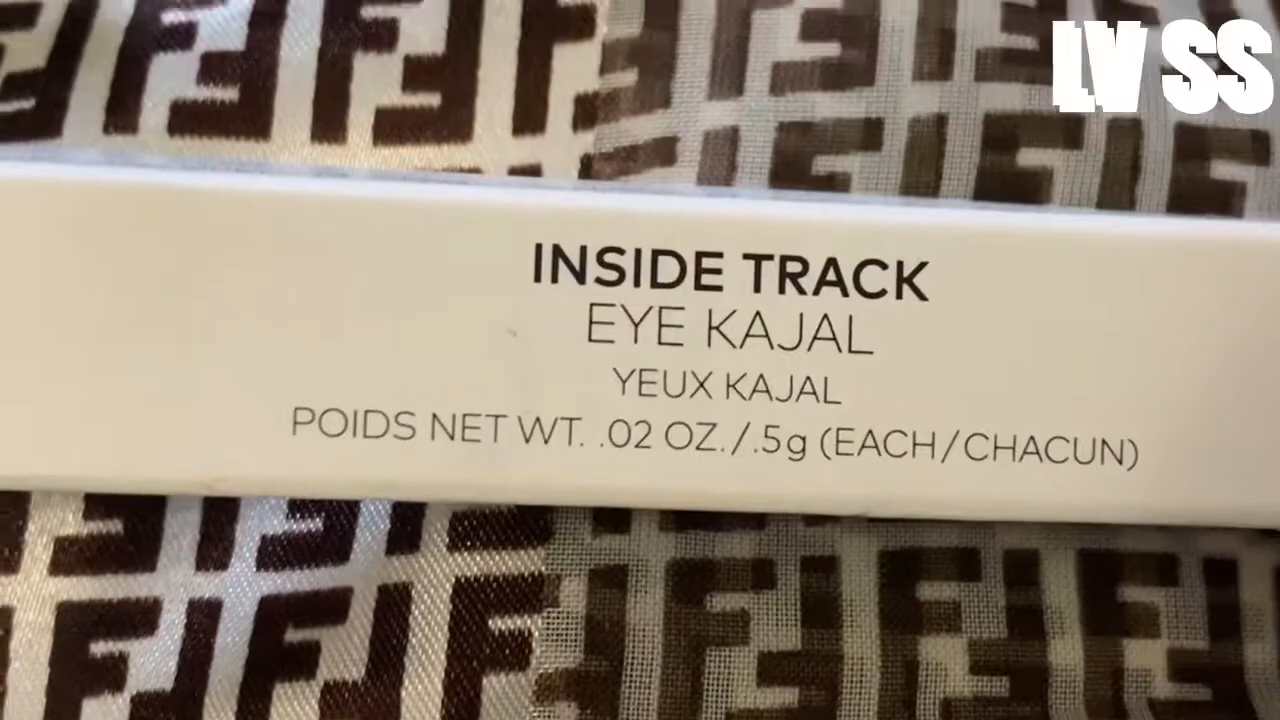 LV SS
INSIDE TRACK
EYE KAJAL
YEUX KAJAL
POIDS NET WT. .02 OZ./.5g (EACH/CHACUN)